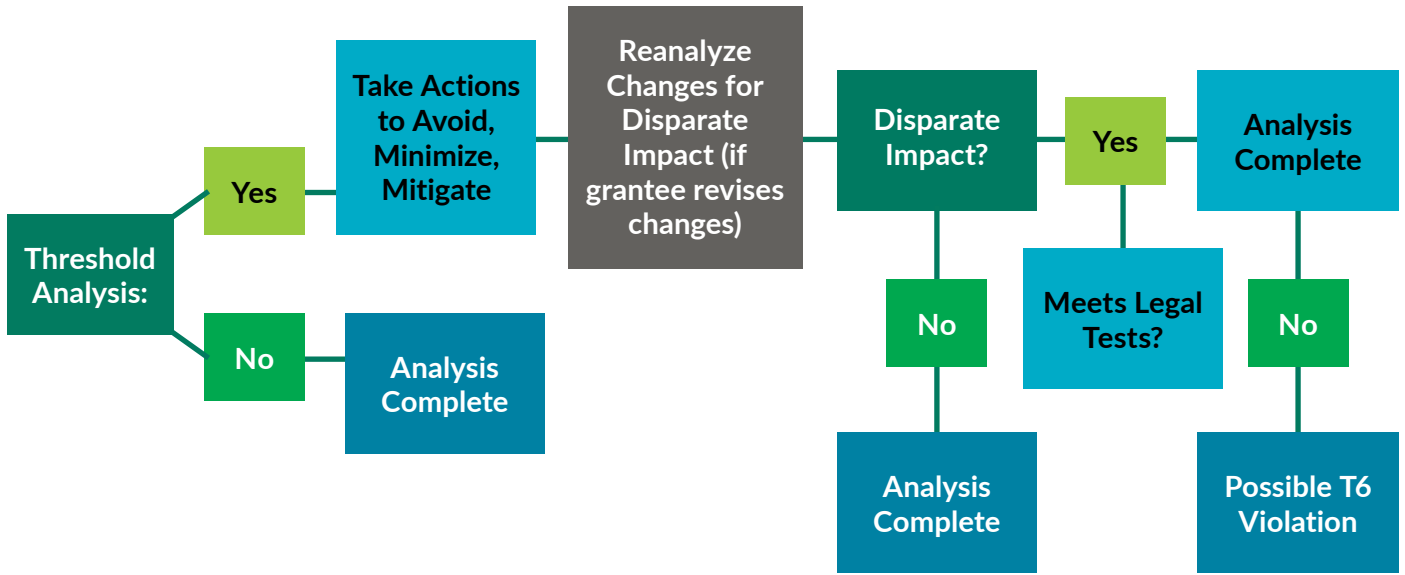 Threshold
Analysis:
Yes
Take Actions
to Avoid,
Minimize,
Mitigate
Reanalyze
Changes for
Disparate
Impact (if
grantee revises
changes)
Disparate
Impact?
Yes
Analysis
Complete
No
Analysis
Complete
No
Meets Legal
Tests?
No
Analysis
Complete
Possible T6
Violation